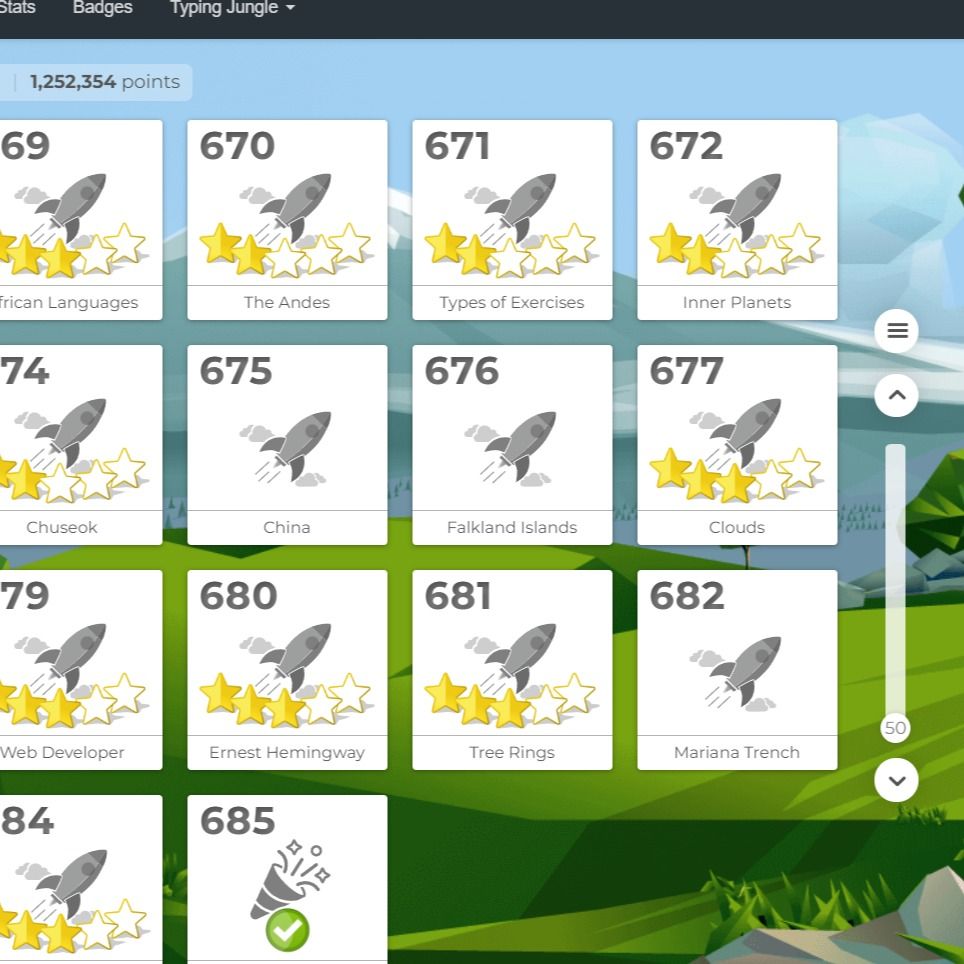 Stats Badges Typing Jungle
1,252,354 points
69 670 671 672
frican Languages The Andes Types of Exercises Inner Planets
74 675 676 677
Chuseok China Falkland Islands Clouds
79 680 681 682
Web Developer Ernest Hemingway Tree Rings Mariana Trench
50
84 685